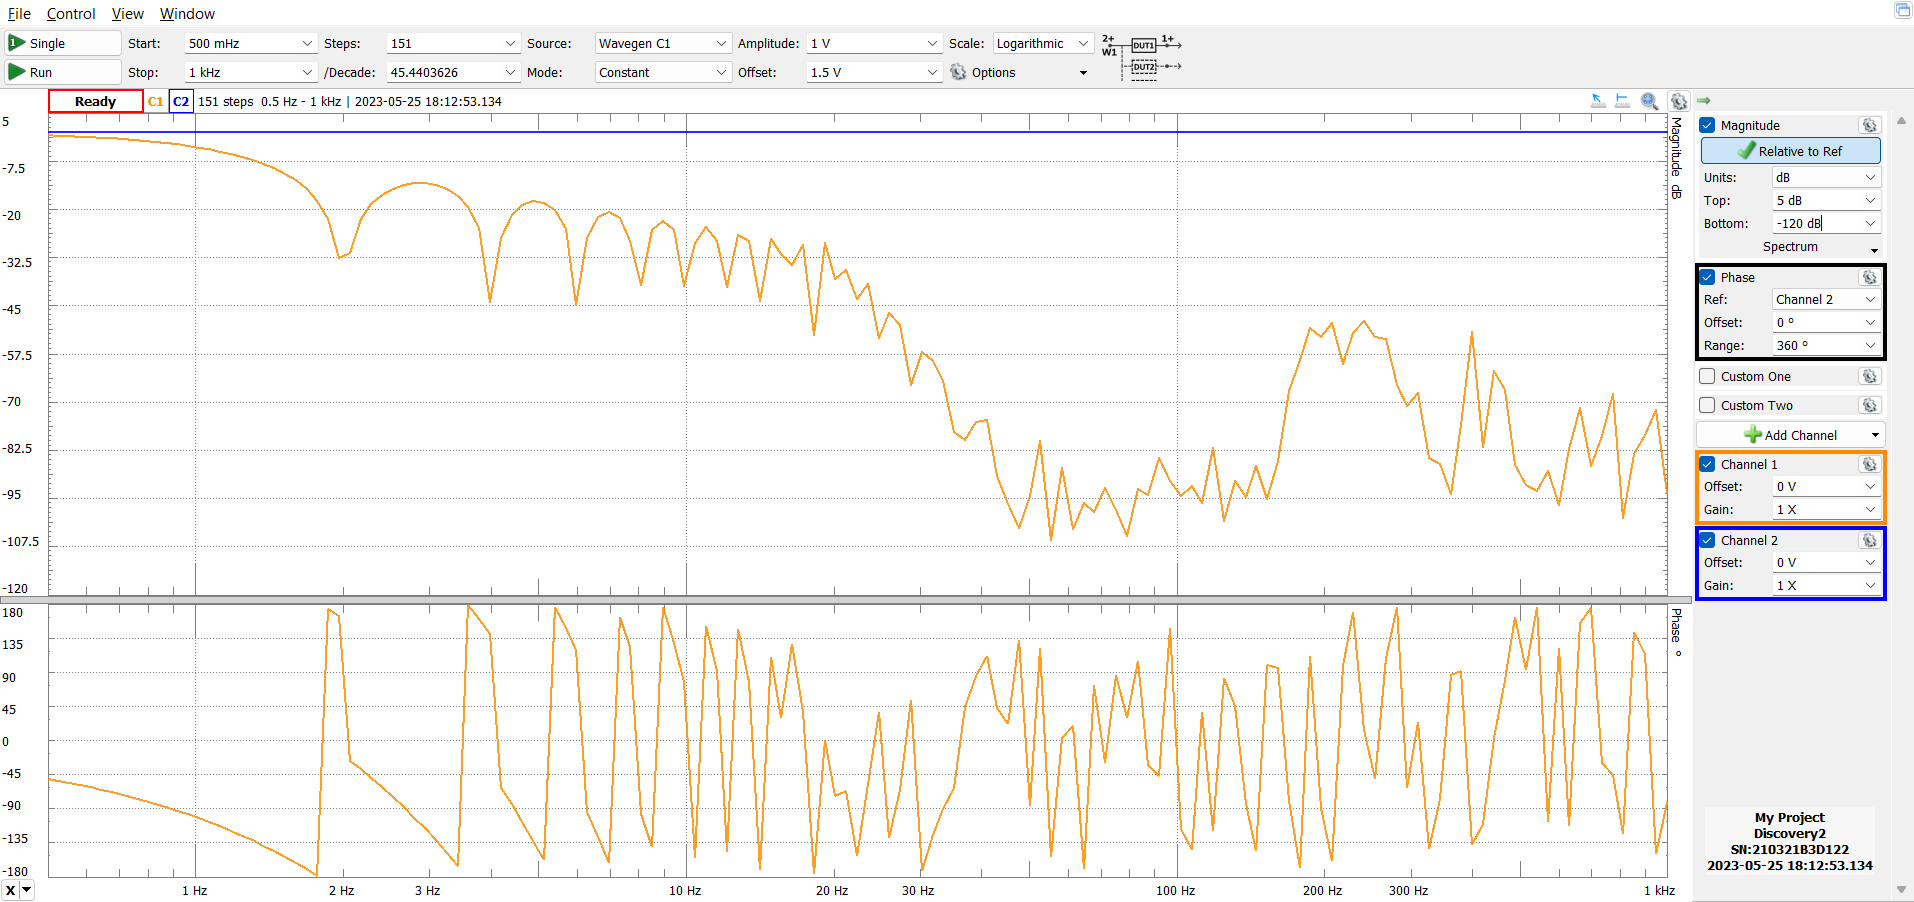 File Control View Window
Single Start: 500 mHz Steps: 151 Source: Wavegen C1 Amplitude: 1 V Scale: Logarithmic
Run Stop: 1 kHz /Decade: 45.4403626 Mode: Constant Offset: 1.5 V Options
2+ W1 DUT1 1+
DUT2
Ready C1 C2 151 steps 0.5 Hz - 1 kHz | 2023-05-25 18:12:53.134
5
-7.5
-20
-32.5
-45
-57.5
-70
-82.5
-95
-107.5
-120
Magnitude dB
180
135
90
45
0
-45
-90
-135
-180
Phase º
X 1 Hz 2 Hz 3 Hz 10 Hz 20 Hz 30 Hz 100 Hz 200 Hz 300 Hz 1 kHz
Magnitude
Relative to Ref
Units: dB
Top: 5 dB
Bottom: -120 dB
Spectrum
Phase
Ref: Channel 2
Offset: 0 º
Range: 360 º
Custom One
Custom Two
Add Channel
Channel 1
Offset: 0 V
Gain: 1 X
Channel 2
Offset: 0 V
Gain: 1 X
My Project
Discovery2
SN:210321B3D122
2023-05-25 18:12:53.134